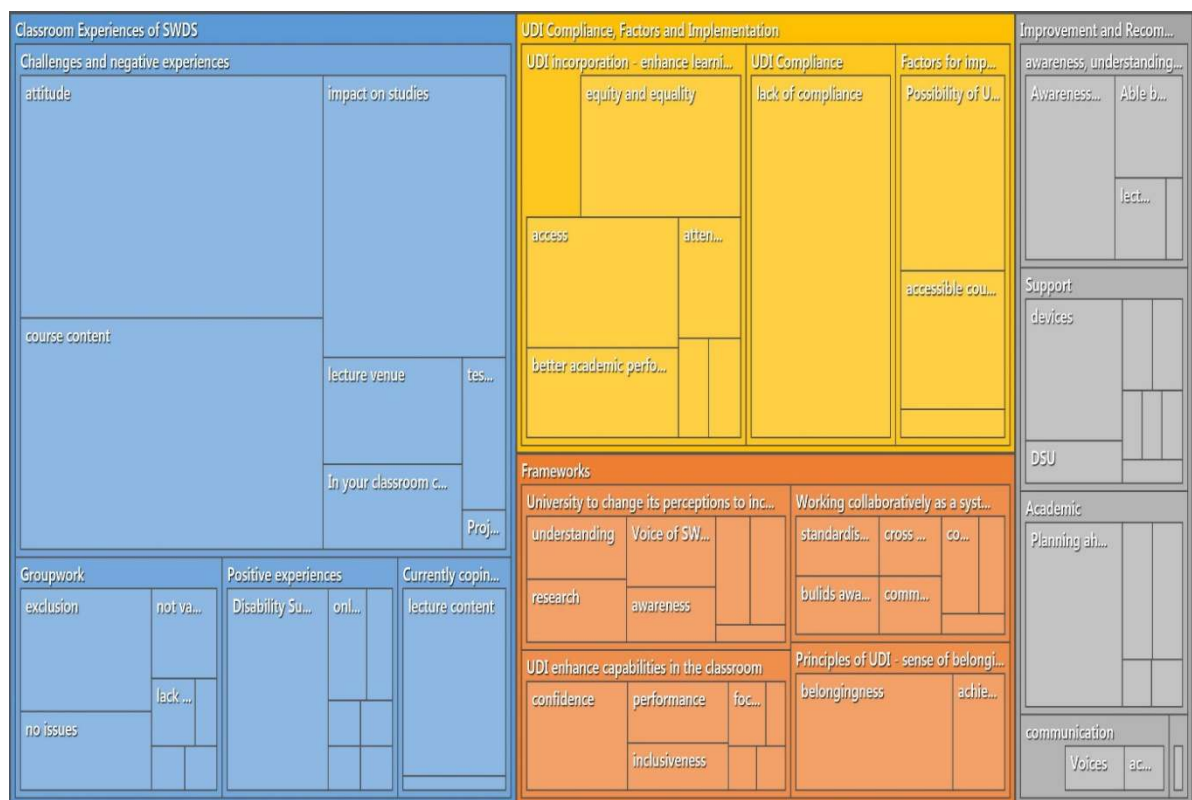 Classroom Experiences of SWDS
Challenges and negative experiences
attitude
impact on studies
course content
lecture venue
tes...
In your classroom c...
Proj...
Groupwork
exclusion
not va...
lack ...
no issues
Positive experiences
Disability Su...
onl...
Currently copin...
lecture content
UDI Compliance, Factors and Implementation
UDI incorporation - enhance learni...
equity and equality
access
atten...
better academic perfo...
UDI Compliance
lack of compliance
Factors for imp...
Possibility of U...
accessible cou...
Frameworks
University to change its perceptions to inc...
understanding
Voice of SW...
research
awareness
Working collaboratively as a syst...
standardis...
cross ...
co...
bulids awa...
comm...
UDI enhance capabilities in the classroom
confidence
performance
foc...
inclusiveness
Principles of UDI - sense of belongi...
belongingness
achie...
Improvement and Recom...
awareness, understanding...
Awareness...
Able b...
lect...
Support
devices
DSU
Academic
Planning ah...
communication
Voices
ac...